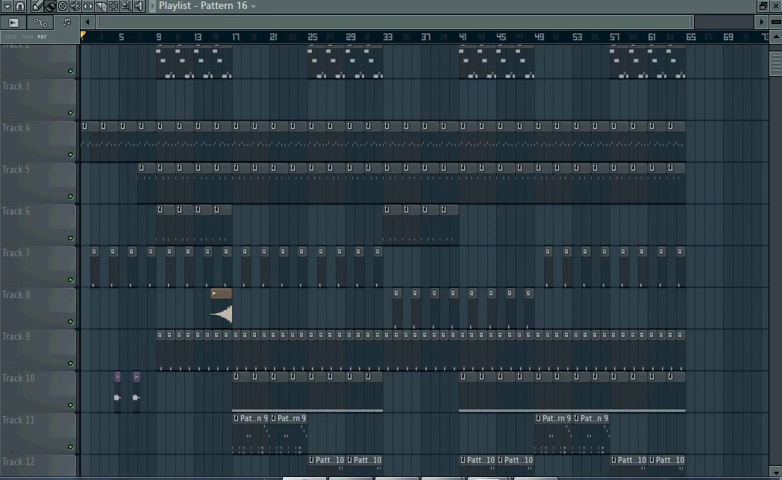 Playlist - Pattern 16
5 9 13 17 21 25 29 33 37 41 45 49 53 57 61 65 69 73
Track 3
Track 4
Track 5
Track 6
Track 7
Track 8
Track 9
Track 10
Track 11
Pat..n 9 Pat..rn 9 Pat..rn 9 Pat..n 9
Track 12
Patt..10 Patt..10 Patt..10 Patt..10 Patt..10 Patt..10